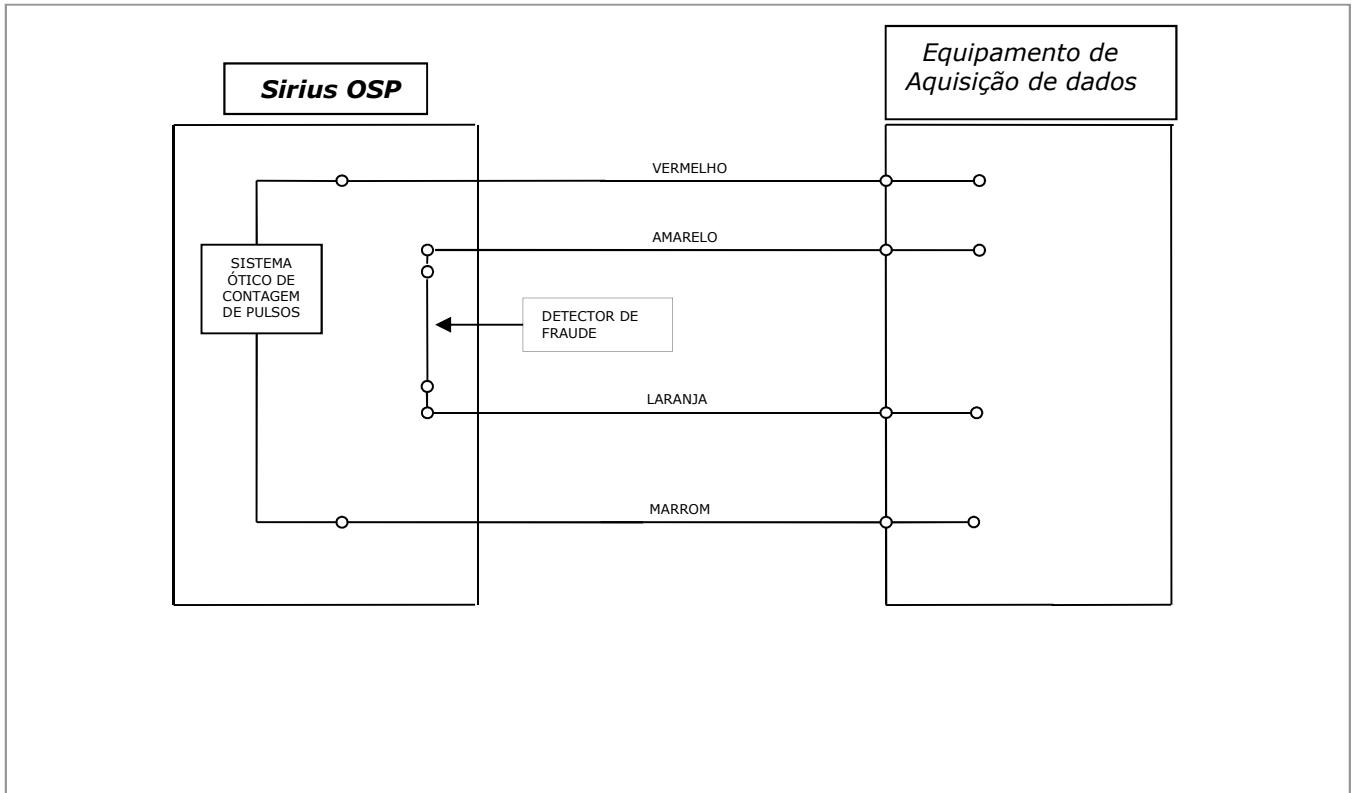 Sirius OSP
Equipamento de
Aquisição de dados
VERMELHO
AMARELO
SISTEMA
ÓTICO DE
CONTAGEM
DE PULSOS
DETECTOR DE
FRAUDE
LARANJA
MARROM